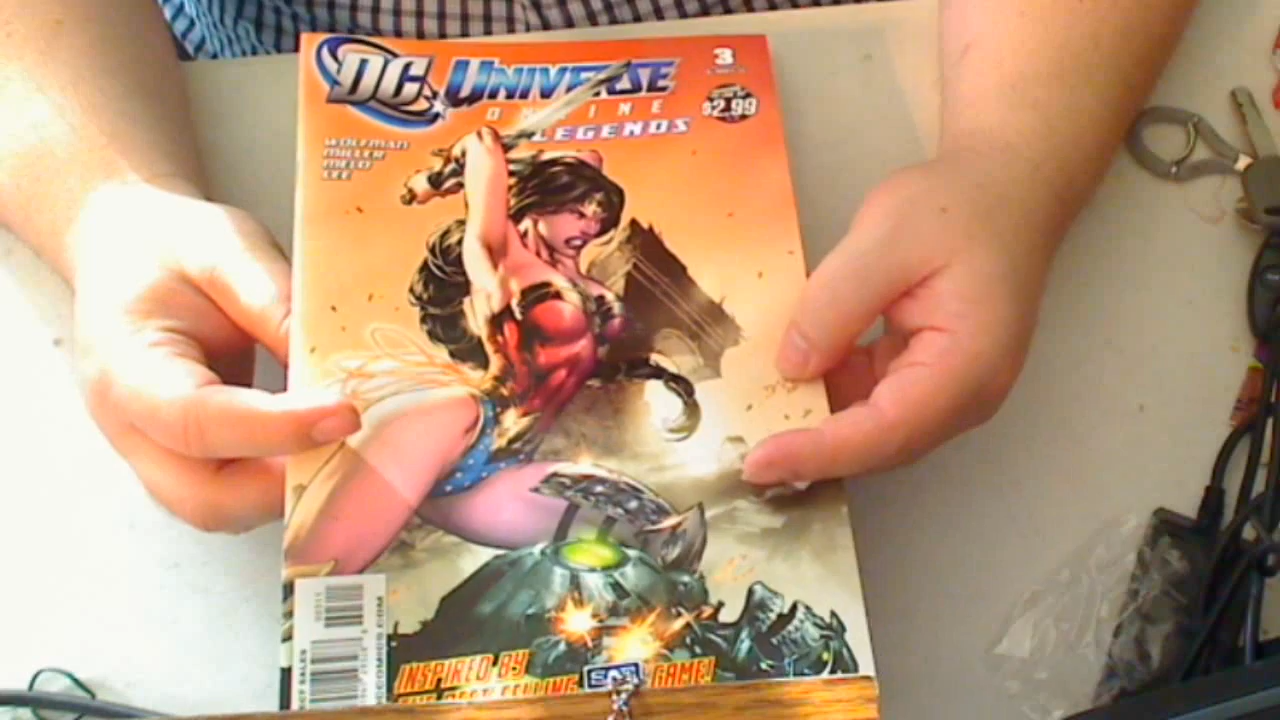 DC UNIVERSE
ONLINE
LEGENDS
3
$2.99
WOLFMAN
MILLER
MELO
LEE
INSPIRED BY
GAME!